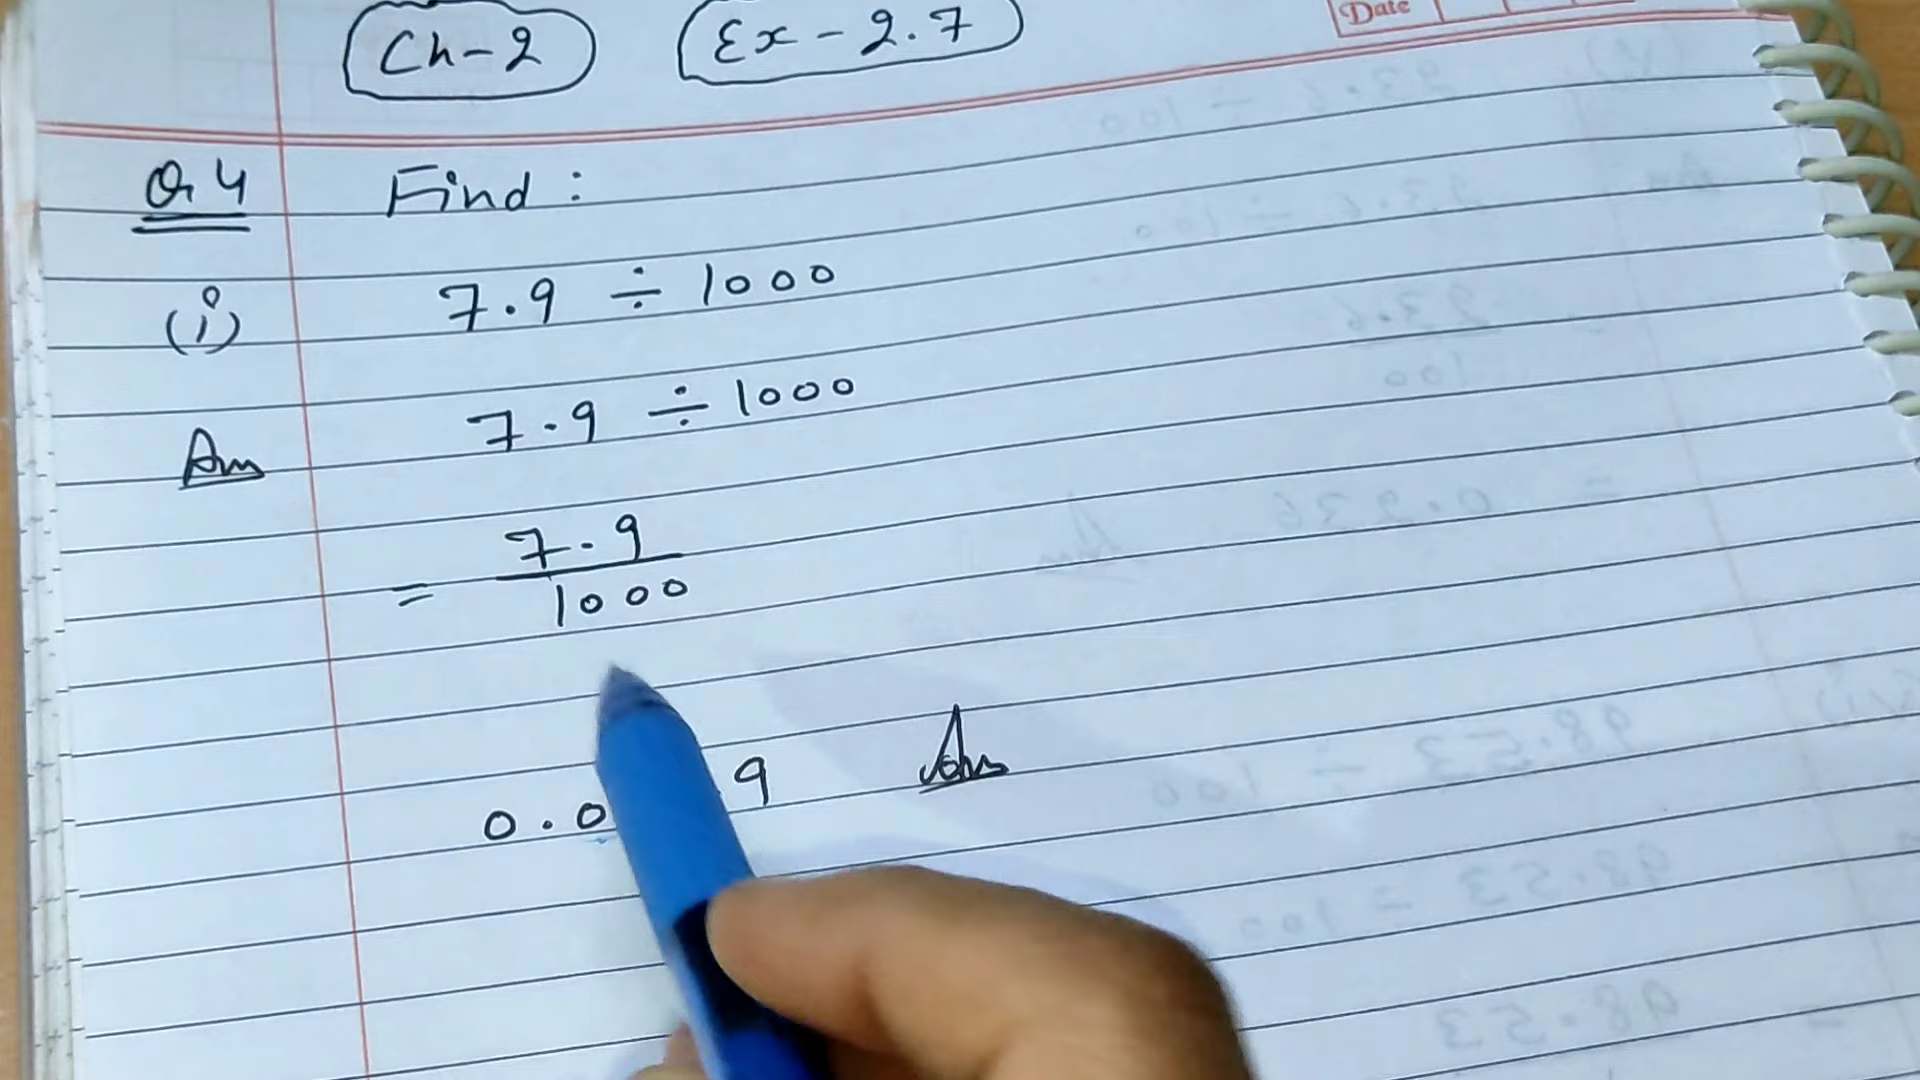 Date
Ch-2 Ex-2.7
Q4 Find:
(i) 7.9 ÷ 1000
Ans 7.9 ÷ 1000
= 7.9
1000
0.0 9 Ans